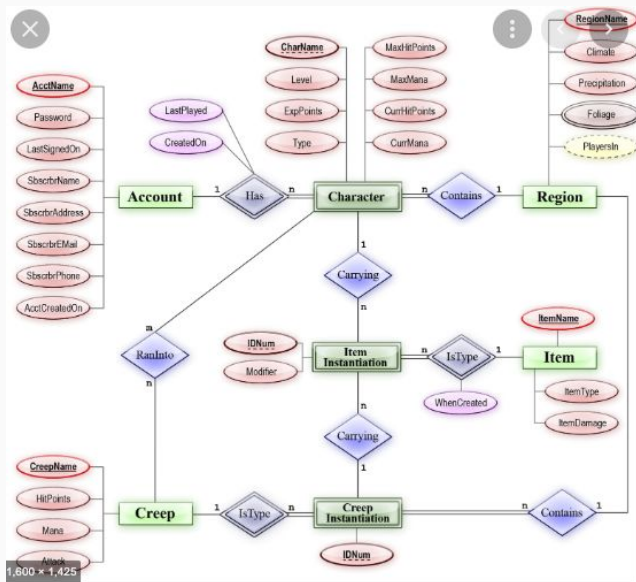 RegionName
CharName
MaxHitPoints
Climate
AcctName
Level
MaxMana
Precipitation
Password
LastPlayed
ExpPoints
CurrHitPoints
Foliage
LastSignedOn
CreatedOn
Type
CurrMana
PlayersIn
SbscrbrName
Account
1
Has
n
Character
n
Contains
1
Region
SbscrbrAddress
SbscrbrEMail
1
SbscrbrPhone
Carrying
AcctCreatedOn
n
ItemName
m
IDNum
RanInto
Item
Instantiation
n
IsType
1
Item
Modifier
n
WhenCreated
ItemType
n
ItemDamage
Carrying
CreepName
1
HitPoints
Creep
1
IsType
n
Creep
Instantiation
n
Contains
1
Mana
IDNum
Attack
1,600 × 1,425